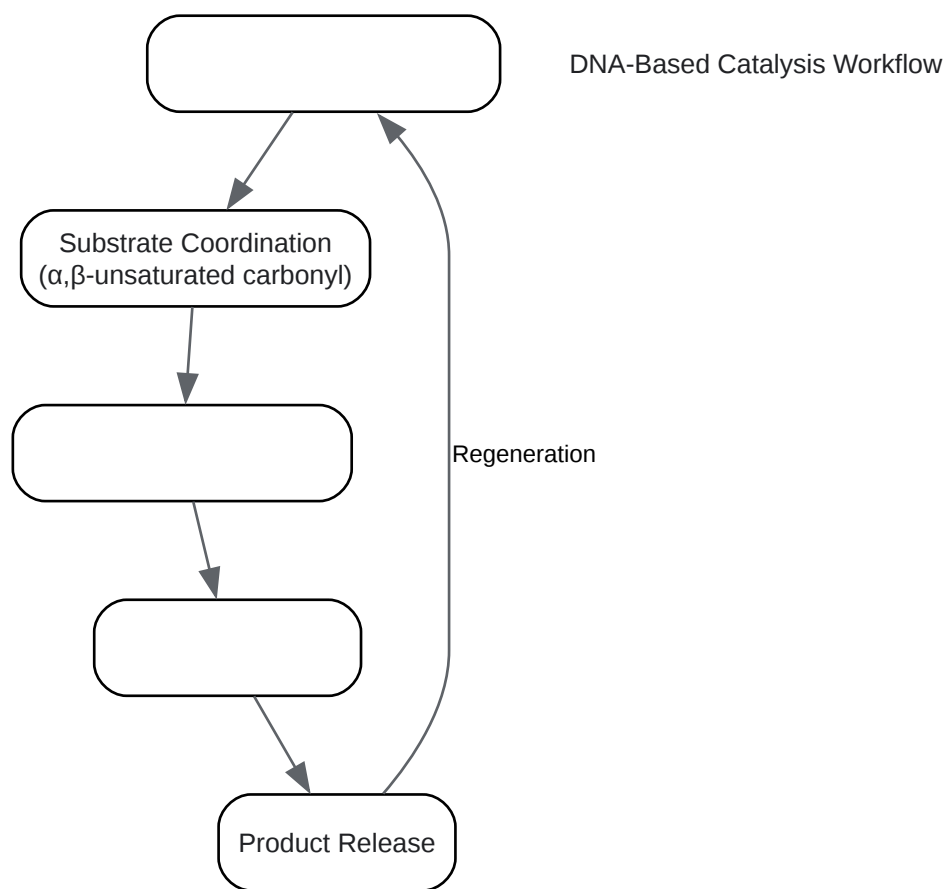 DNA-Based Catalysis Workflow
Substrate Coordination
(α,β-unsaturated carbonyl)
Regeneration
Product Release